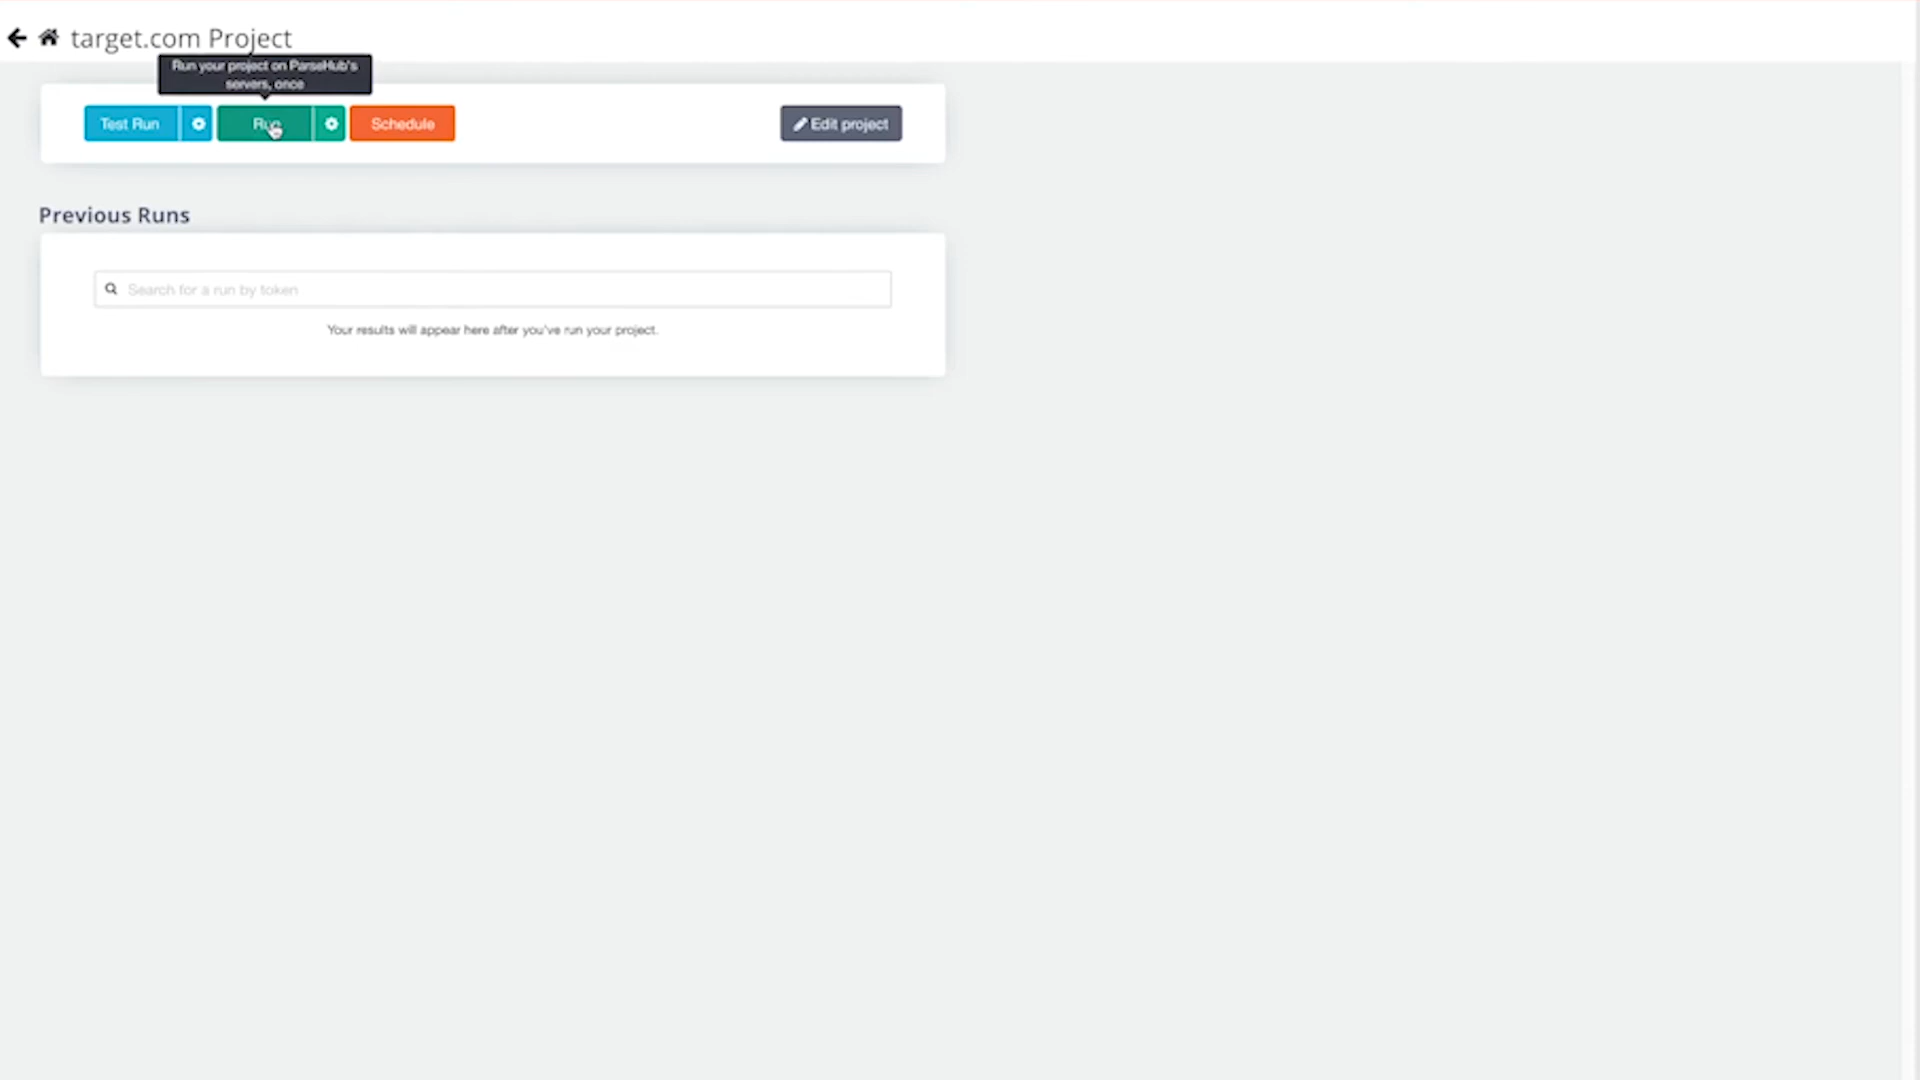 target.com Project
Run your project on ParseHub's
servers, once
Test Run
Run
Schedule
Edit project
Previous Runs
Search for a run by token
Your results will appear here after you've run your project.